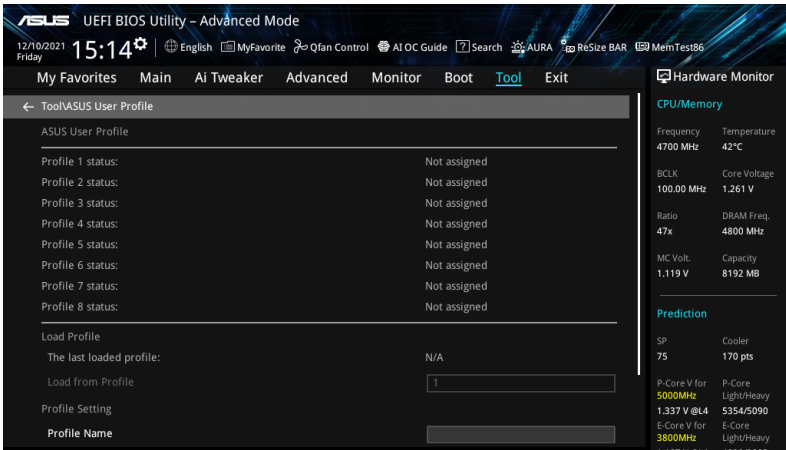 ASUS UEFI BIOS Utility – Advanced Mode
12/10/2021 Friday 15:14 English MyFavorite Qfan Control AI OC Guide Search AURA ReSize BAR MemTest86
My Favorites Main Ai Tweaker Advanced Monitor Boot Tool Exit
Hardware Monitor
← Tool\ASUS User Profile
ASUS User Profile
Profile 1 status: Not assigned
Profile 2 status: Not assigned
Profile 3 status: Not assigned
Profile 4 status: Not assigned
Profile 5 status: Not assigned
Profile 6 status: Not assigned
Profile 7 status: Not assigned
Profile 8 status: Not assigned
Load Profile
The last loaded profile: N/A
Load from Profile 1
Profile Setting
Profile Name
CPU/Memory
Frequency Temperature
4700 MHz 42°C
BCLK Core Voltage
100.00 MHz 1.261 V
Ratio DRAM Freq.
47x 4800 MHz
MC Volt. Capacity
1.119 V 8192 MB
Prediction
SP Cooler
75 170 pts
P-Core V for P-Core
5000MHz Light/Heavy
1.337 V @L4 5354/5090
E-Core V for E-Core
3800MHz Light/Heavy